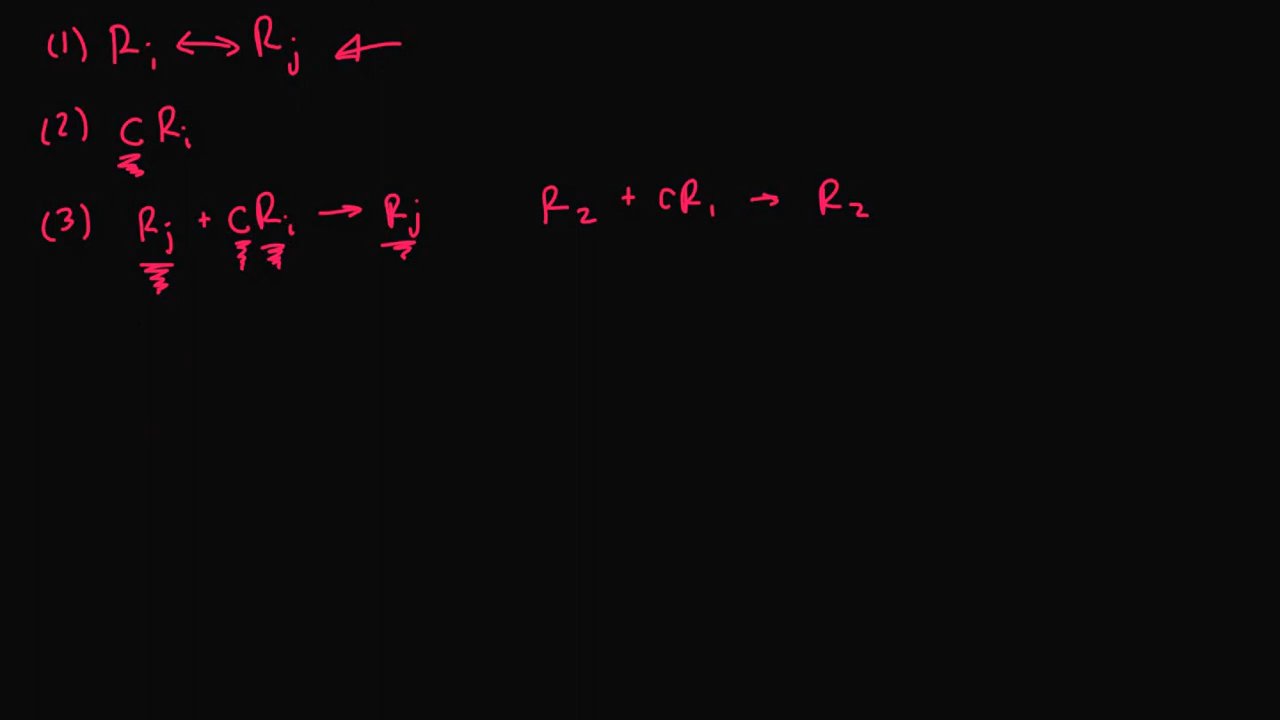 (1) Ri ↔ Rj ←
(2) cRi
(3) Rj + cRi → Rj R2 + cR1 → R2